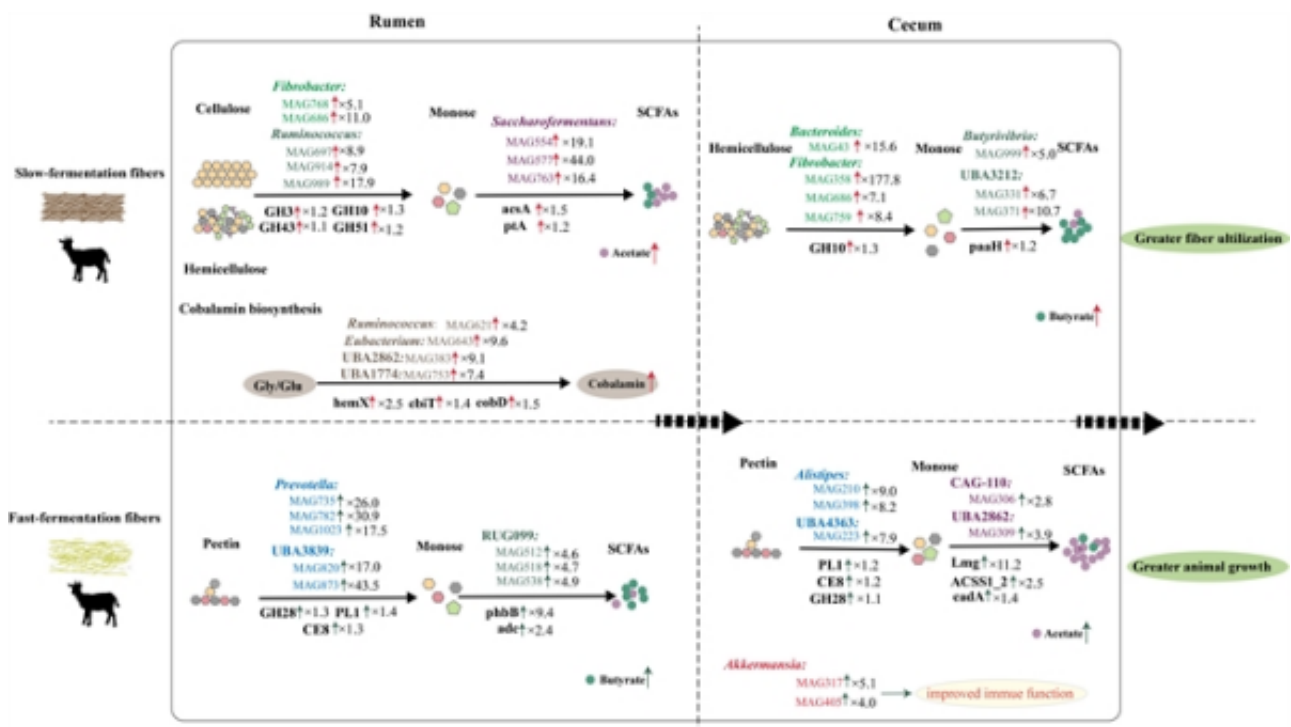 Rumen
Cecum
Slow-fermentation fibers
Cellulose
Fibrobacter:
MAG768↑×5.1
MAG686↑×11.0
Ruminococcus:
MAG697↑×8.9
MAG914↑×7.9
MAG989↑×17.9
GH3↑×1.2 GH10↑×1.3
GH43↑×1.1 GH51↑×1.2
Hemicellulose
Monose
Saccharofermentans:
MAG554↑×19.1
MAG577↑×44.0
MAG763↑×16.4
acsA↑×1.5
ptA↑×1.2
SCFAs
Acetate↑
Cobalamin biosynthesis
Ruminococcus: MAG621↑×4.2
Eubacterium: MAG643↑×9.6
UBA2862:MAG383↑×9.1
UBA1774:MAG753↑×7.4
Gly/Glu
Cobalamin↑
hemX↑×2.5 cbiT↑×1.4 cobD↑×1.5
Hemicellulose
Bacteroides:
MAG43↑×15.6
Fibrobacter:
MAG358↑×177.8
MAG686↑×7.1
MAG759↑×8.4
GH10↑×1.3
Monose
Butyrivibrio:
MAG999↑×5.0
UBA3212:
MAG331↑×6.7
MAG371↑×10.7
paaH↑×1.2
SCFAs
Butyrate↑
Greater fiber ultilization
Fast-fermentation fibers
Pectin
Prevotella:
MAG735↑×26.0
MAG782↑×30.9
MAG1023↑×17.5
UBA3839:
MAG820↑×17.0
MAG873↑×43.5
GH28↑×1.3 PL1↑×1.4
CE8↑×1.3
Monose
RUG099:
MAG512↑×4.6
MAG518↑×4.7
MAG538↑×4.9
phbB↑×9.4
adc↑×2.4
SCFAs
Butyrate↑
Pectin
Alistipes:
MAG210↑×9.0
MAG398↑×8.2
UBA4363:
MAG223↑×7.9
PL1↑×1.2
CE8↑×1.2
GH28↑×1.1
Monose
CAG-110:
MAG306↑×2.8
UBA2862:
MAG309↑×3.9
Lmg↑×11.2
ACSS1_2↑×2.5
cadA↑×1.4
SCFAs
Acetate↑
Greater animal growth
Akkermansia:
MAG317↑×5.1
MAG465↑×4.0
improved immue function